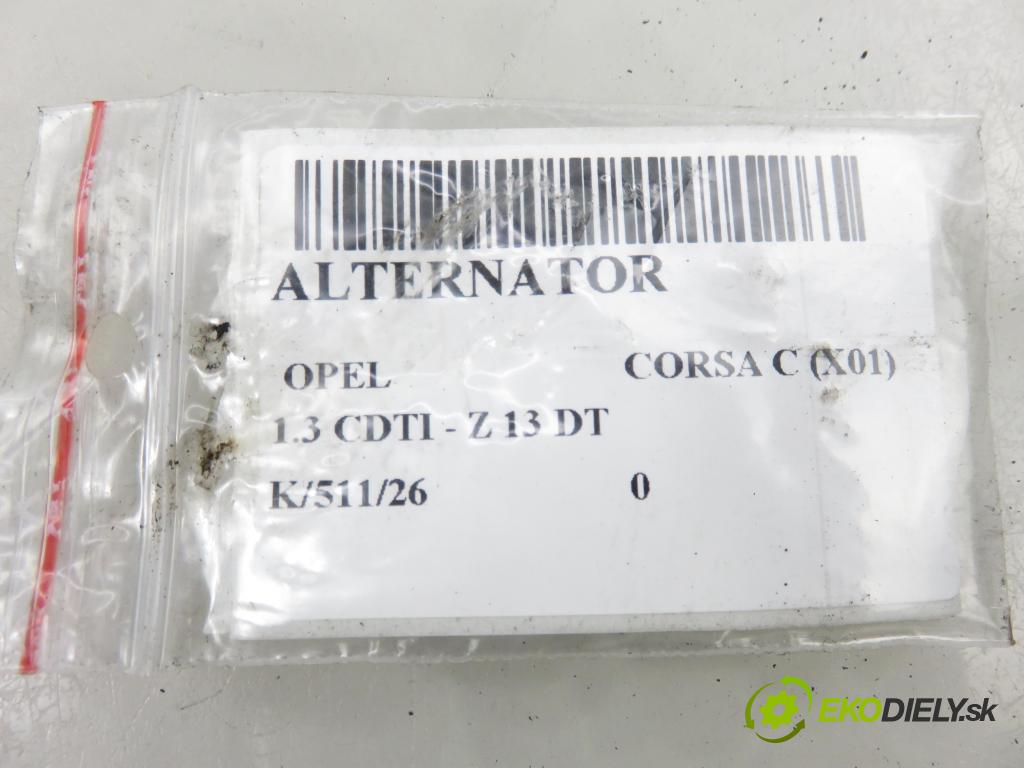 ALTERNATOR
OPEL CORSA C (X01)
1.3 CDTI - Z 13 DT
K/511/26 0
EKODIELY.sk